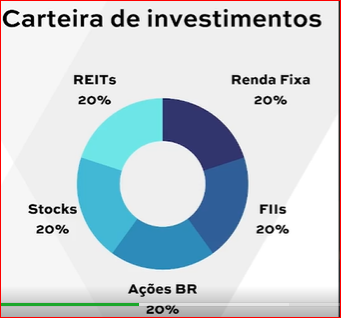 Carteira de investimentos
REITs
20%
Renda Fixa
20%
Stocks
20%
FIIs
20%
Ações BR
20%